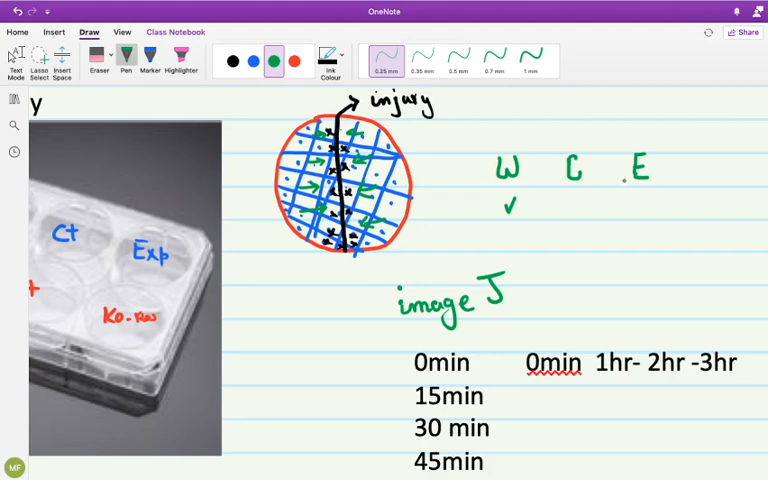 OneNote
Home Insert Draw View Class Notebook
Share
Text Mode
Lasso Select
Insert Space
Eraser
Pen
Marker
Highlighter
Ink Colour
0.25 mm
0.35 mm
0.5 mm
0.7 mm
1 mm
y
injury
W C E
Ct
Exp
image J
Ko-
0min 0min 1hr- 2hr -3hr
15min
30 min
45min
MF